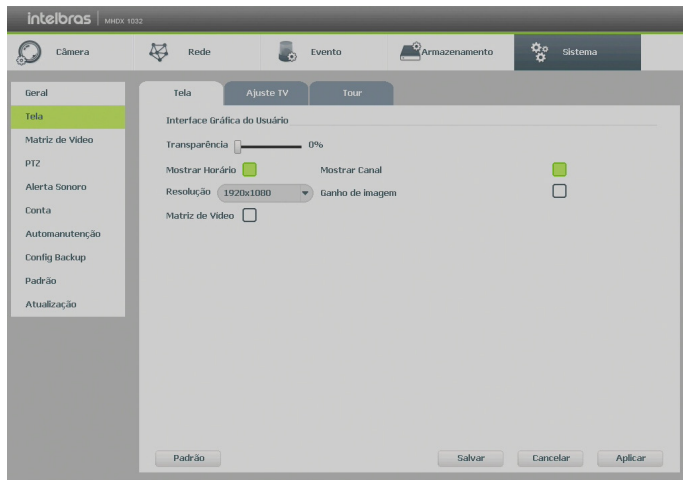 intelbras | MHDX 1032
Câmera Rede Evento Armazenamento Sistema
Geral
Tela
Matriz de Vídeo
PTZ
Alerta Sonoro
Conta
Automanutenção
Config Backup
Padrão
Atualização
Tela Ajuste TV Tour
Interface Gráfica do Usuário
Transparência 0%
Mostrar Horário Mostrar Canal
Resolução 1920x1080 Ganho de imagem
Matriz de Vídeo
Padrão Salvar Cancelar Aplicar